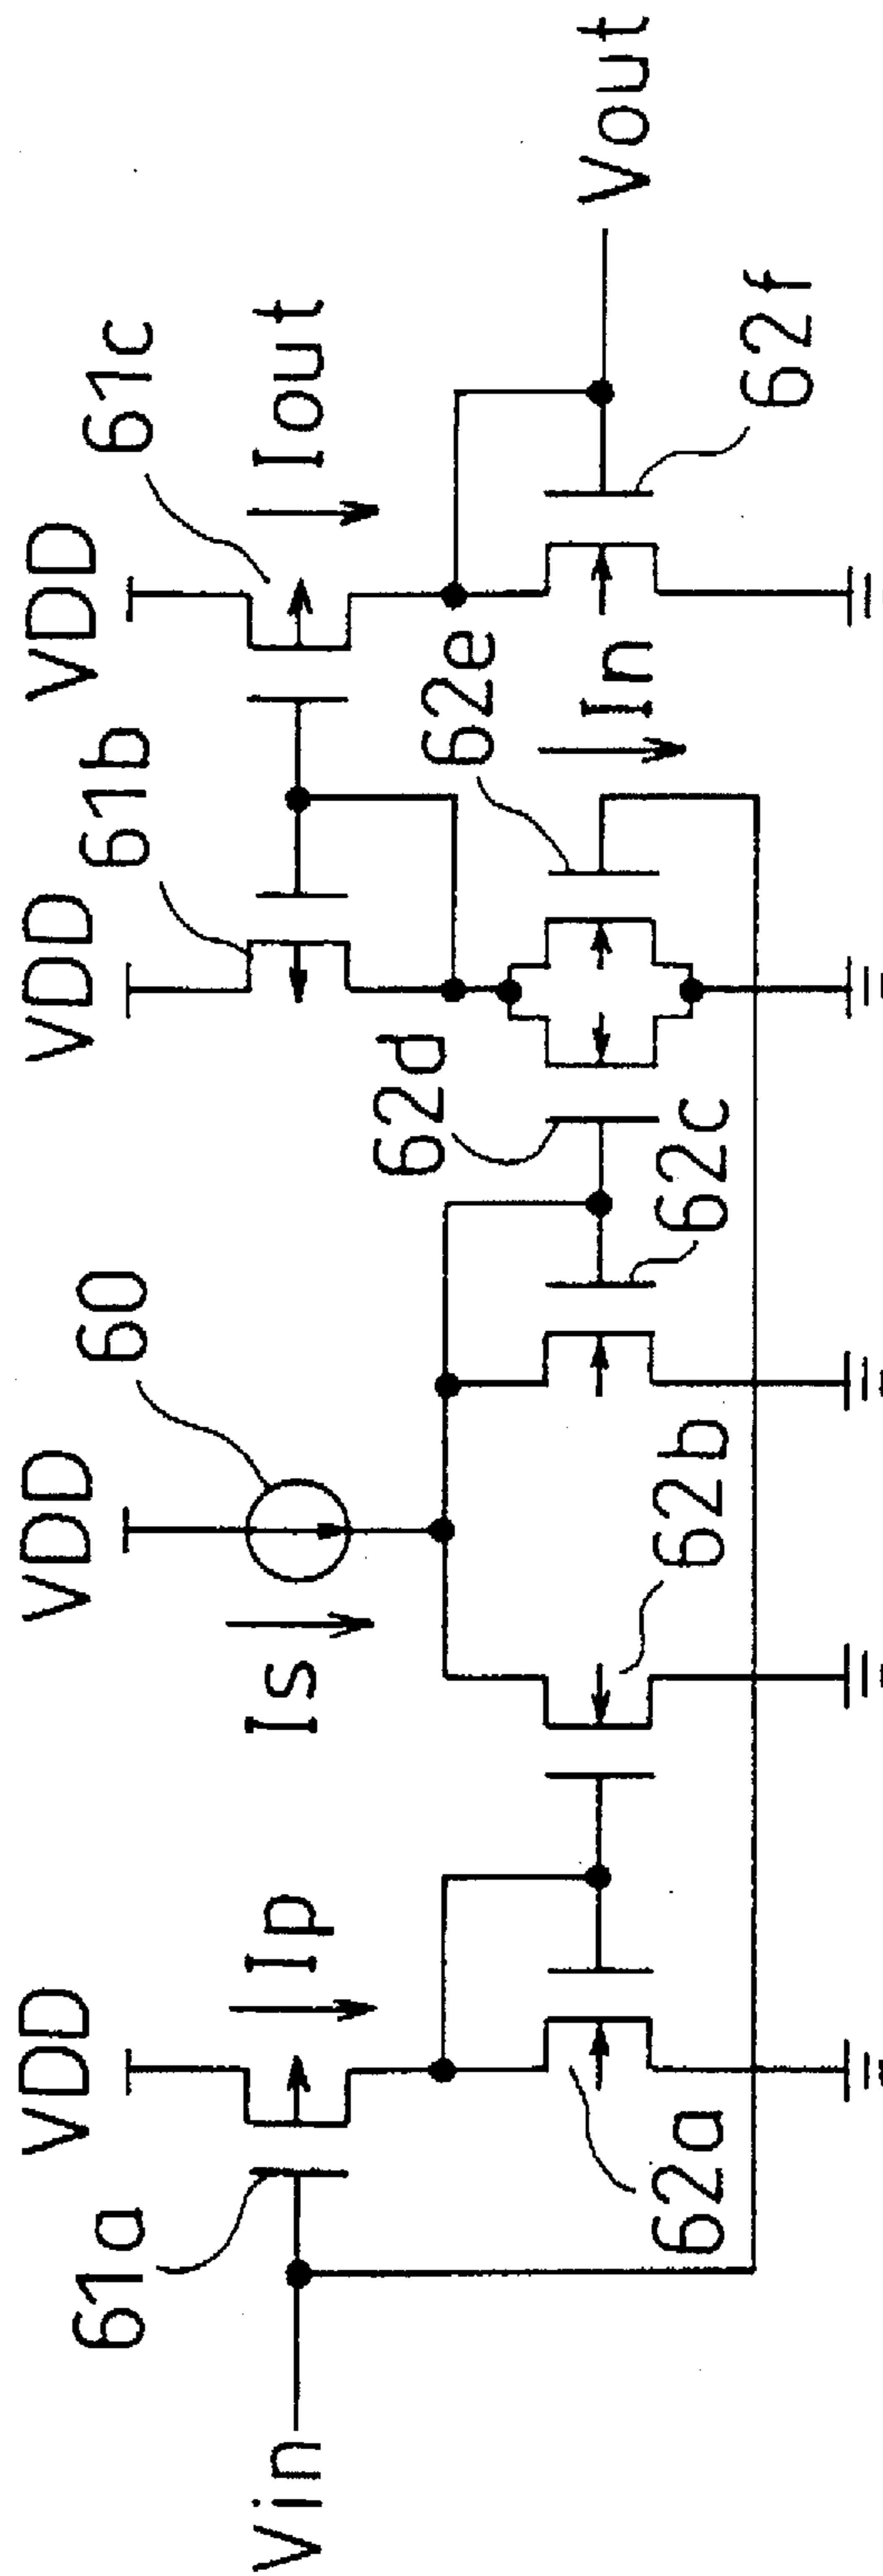 VDD VDD VDD VDD
61a Ip Is 60 61b 61c Iout
Vin
62d 62e
62a 62b 62c In 62f Vout